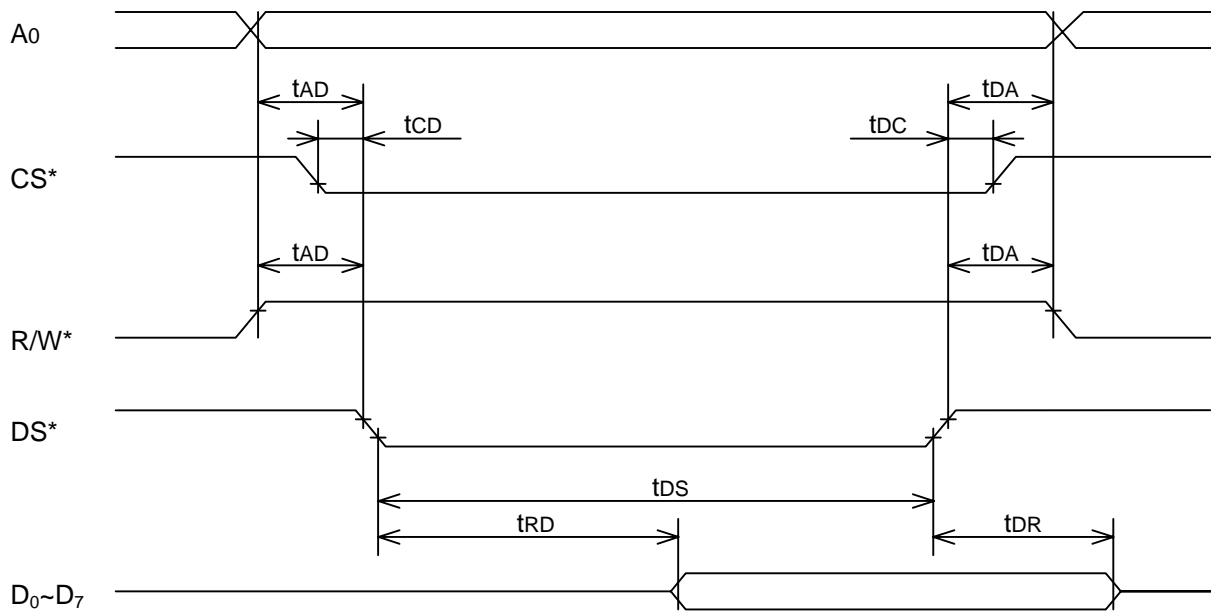 A0
tAD
tDA
tCD
tDC
CS*
tAD
tDA
R/W*
DS*
tDS
tRD
tDR
D₀~D₇